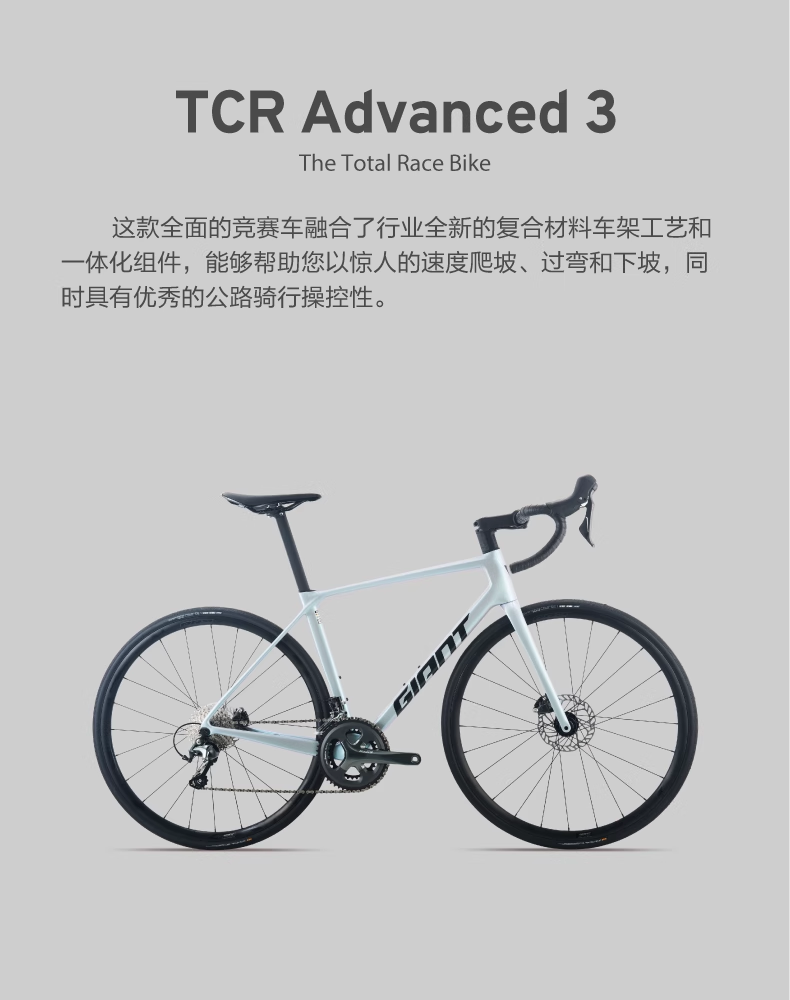 TCR Advanced 3
The Total Race Bike
这款全面的竞赛车融合了行业全新的复合材料车架工艺和
一体化组件，能够帮助您以惊人的速度爬坡、过弯和下坡，同
时具有优秀的公路骑行操控性。
GIANT